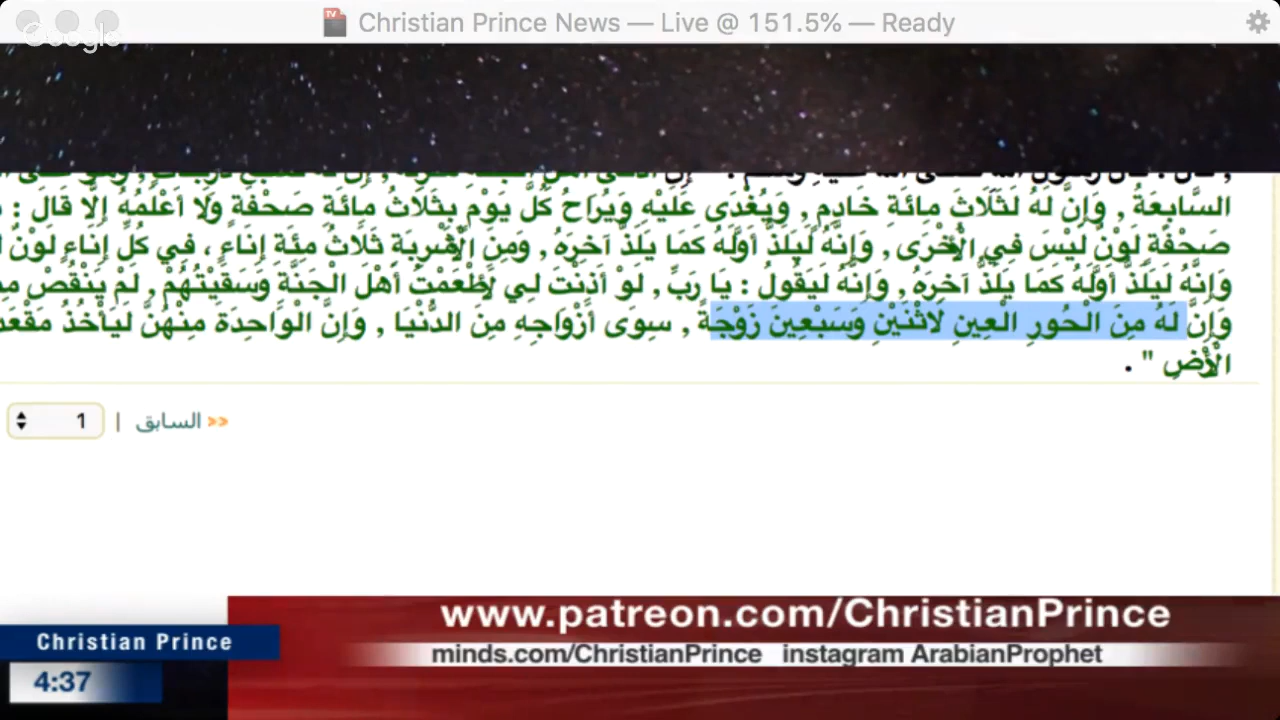 Christian Prince News — Live @ 151.5% — Ready
Google
السَّابِعَةُ , وَإِنَّ لَهُ لَثَلَاثَ مِائَةِ خَادِمٍ , وَيُغْدَى عَلَيْهِ وَيُرَاحُ كُلَّ يَوْمٍ بِثَلَاثُ مِائَةِ صَحْفَةٍ وَلَا أَعْلَمُهُ إِلَّا قَالَ :
صَحْفَةٍ لَوْنٌ لَيْسَ فِي الْأُخْرَى , وَإِنَّهُ لَيَلَذُّ أَوَّلَهُ كَمَا يَلَذُّ آخِرَهُ , وَمِنَ الْأَشْرِبَةِ ثَلَاثُ مِئَةِ إِنَاءٍ ، فِي كُلِّ إِنَاءٍ لَوْنٌ
وَإِنَّهُ لَيَلَذُّ أَوَّلَهُ كَمَا يَلَذُّ آخِرَهُ , وَإِنَّهُ لَيَقُولُ : يَا رَبِّ , لَوْ أَذِنْتَ لِي لَأَطْعَمْتُ أَهْلَ الْجَنَّةِ وَسَقَيْتُهُمْ , لَمْ يَنْقُصْ
وَإِنَّ لَهُ مِنَ الْحُورِ الْعِينِ لَاثْنَيْنِ وَسَبْعِينَ زَوْجَةً , سِوَى أَزْوَاجِهِ مِنَ الدُّنْيَا , وَإِنَّ الْوَاحِدَةَ مِنْهُنَّ لَيَأْخُذُ
الْأَرْضِ " .
<< السابق | 1
www.patreon.com/ChristianPrince
Christian Prince
minds.com/ChristianPrince instagram ArabianProphet
4:37